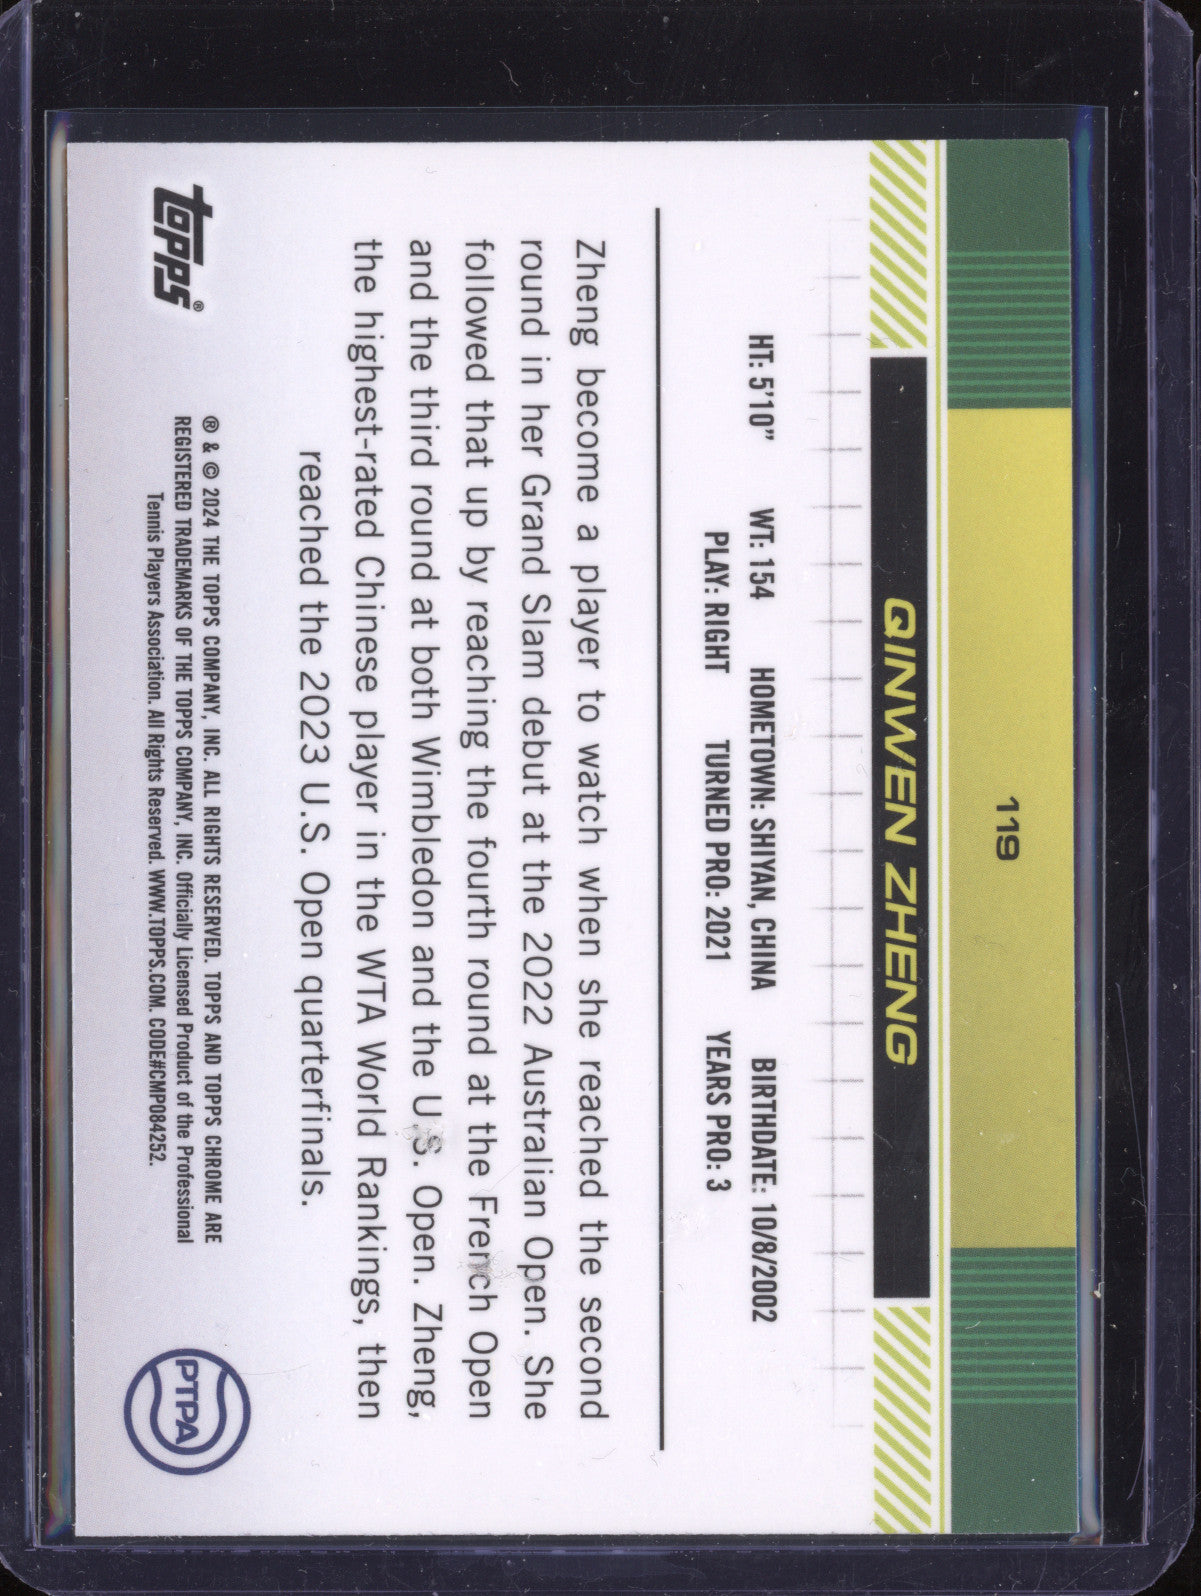 119
QINWEN ZHENG
HT: 5'10” WT: 154 HOMETOWN: SHIYAN, CHINA BIRTHDATE: 10/8/2002
PLAY: RIGHT TURNED PRO: 2021 YEARS PRO: 3
Zheng become a player to watch when she reached the second
round in her Grand Slam debut at the 2022 Australian Open. She
followed that up by reaching the fourth round at the French Open
and the third round at both Wimbledon and the U.S. Open. Zheng,
the highest-rated Chinese player in the WTA World Rankings, then
reached the 2023 U.S. Open quarterfinals.
topps®
® & © 2024 THE TOPPS COMPANY, INC. ALL RIGHTS RESERVED. TOPPS AND TOPPS CHROME ARE
REGISTERED TRADEMARKS OF THE TOPPS COMPANY, INC. Officially Licensed Product of the Professional
Tennis Players Association. All Rights Reserved. WWW.TOPPS.COM. CODE#CMP084252.
PTPA